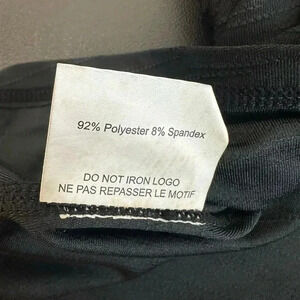 92% Polyester 8% Spandex
DO NOT IRON LOGO
NE PAS REPASSER LE MOTIF